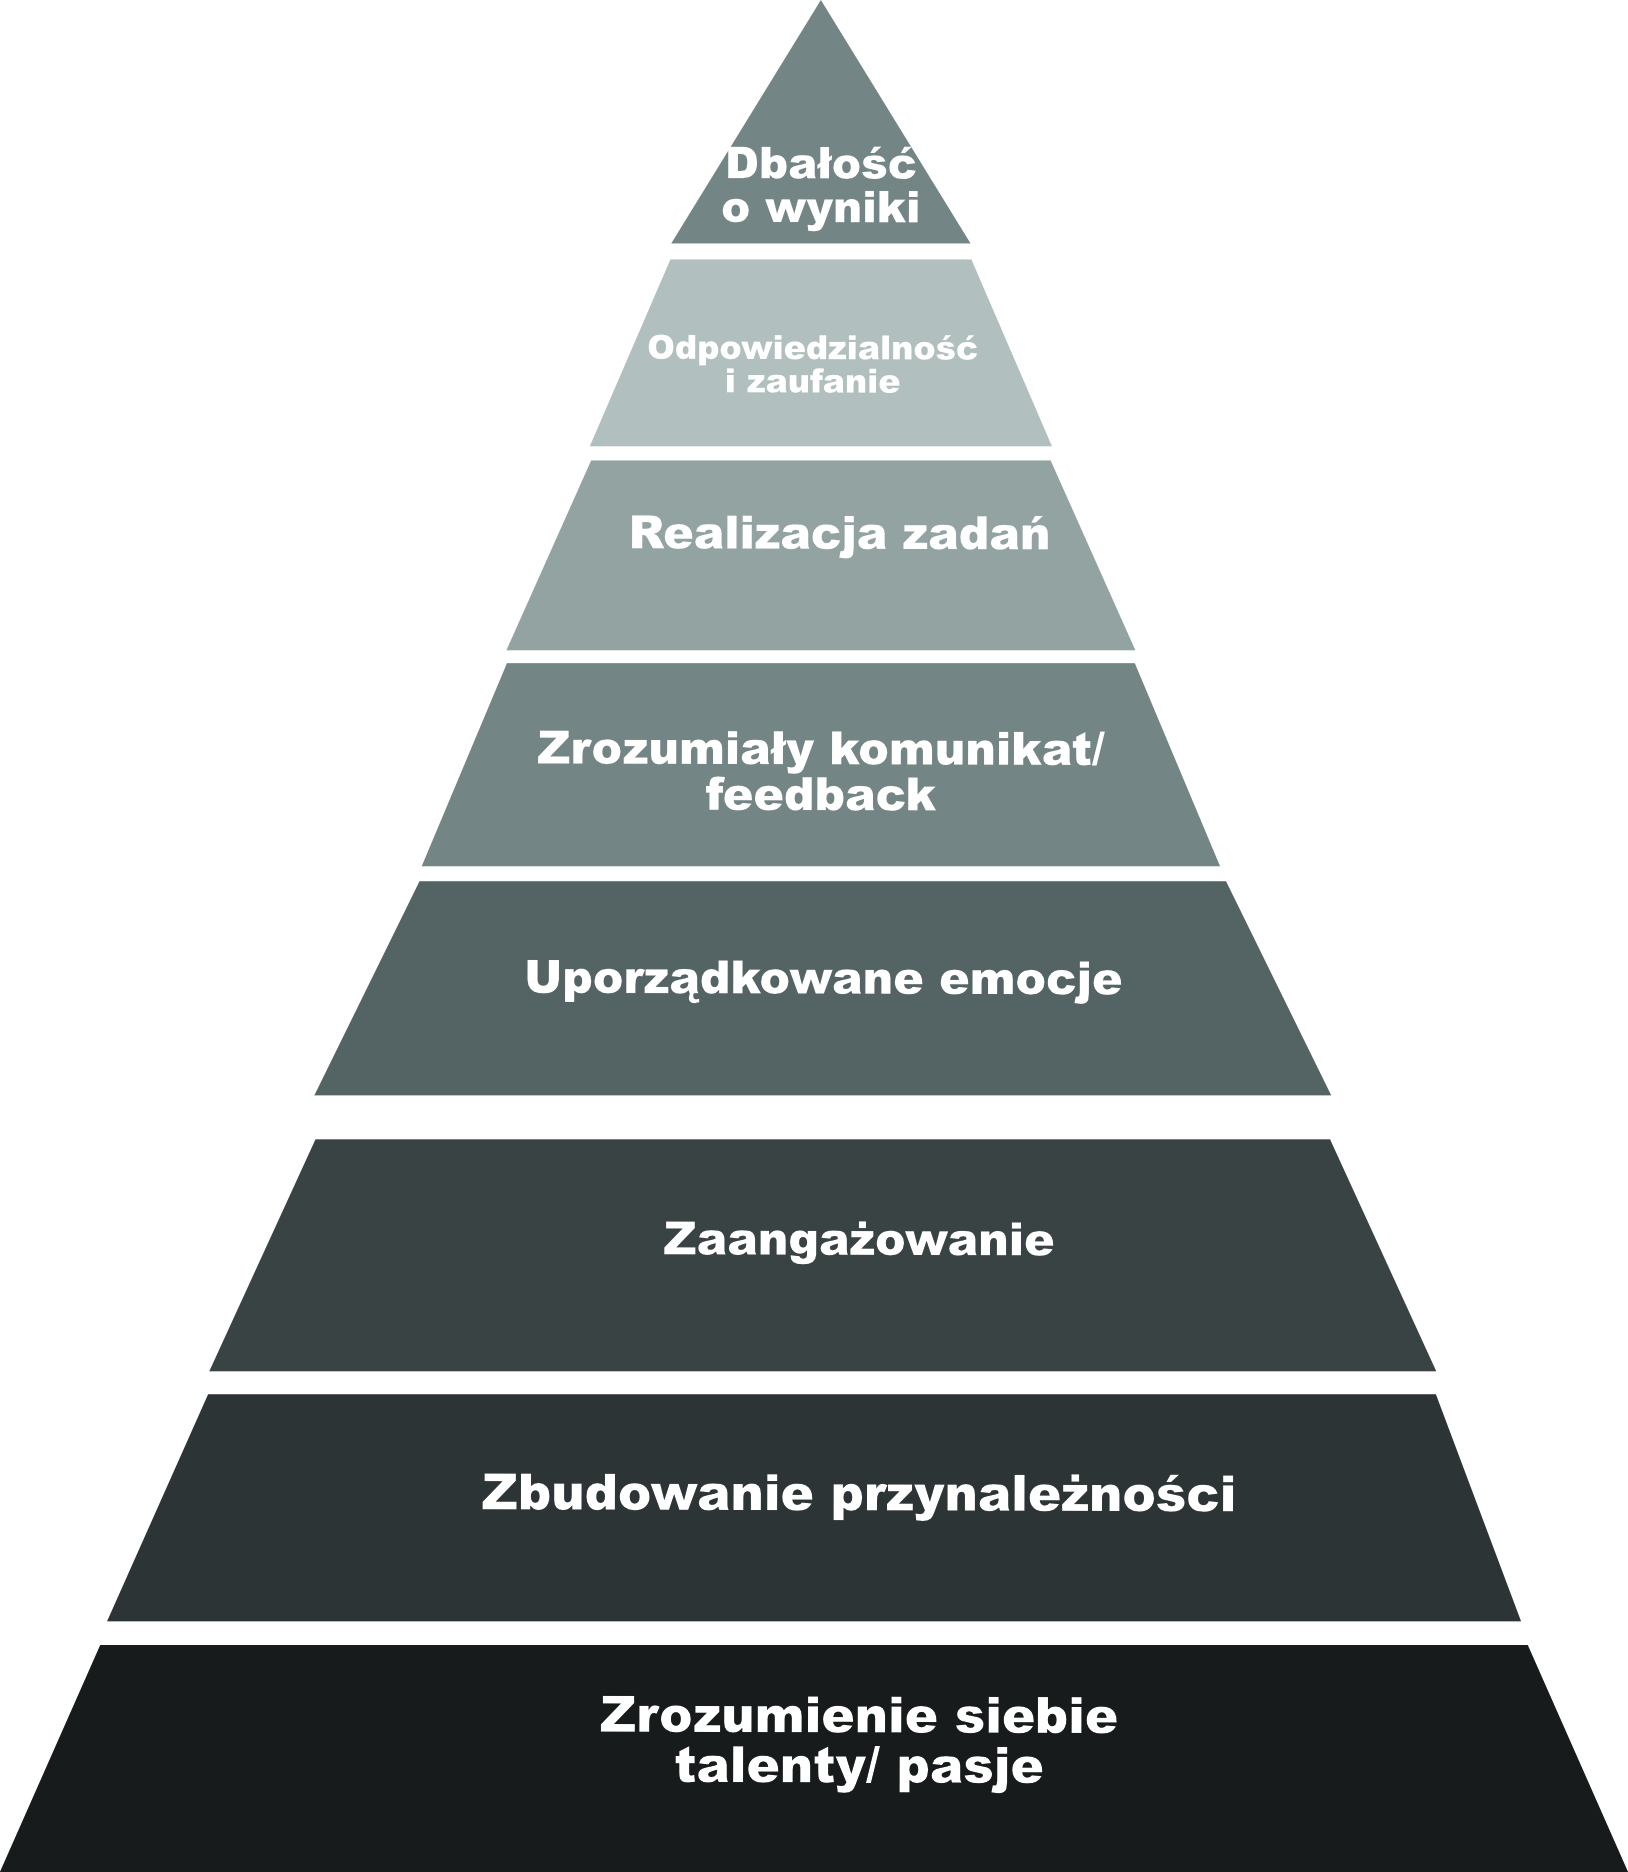 Dbałość
o wyniki
Odpowiedzialność
i zaufanie
Realizacja zadań
Zrozumiały komunikat/
feedback
Uporządkowane emocje
Zaangażowanie
Zbudowanie przynależności
Zrozumienie siebie
talenty/ pasje